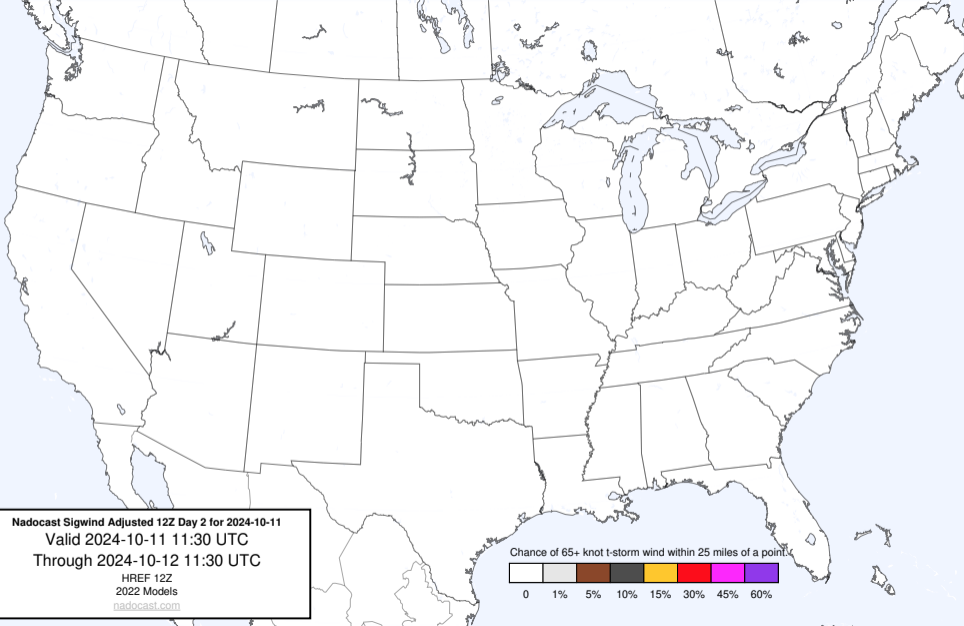 Nadocast Sigwind Adjusted 12Z Day 2 for 2024-10-11
Valid 2024-10-11 11:30 UTC
Through 2024-10-12 11:30 UTC
HREF 12Z
2022 Models
nadocast.com
Chance of 65+ knot t-storm wind within 25 miles of a point.
0 1% 5% 10% 15% 30% 45% 60%